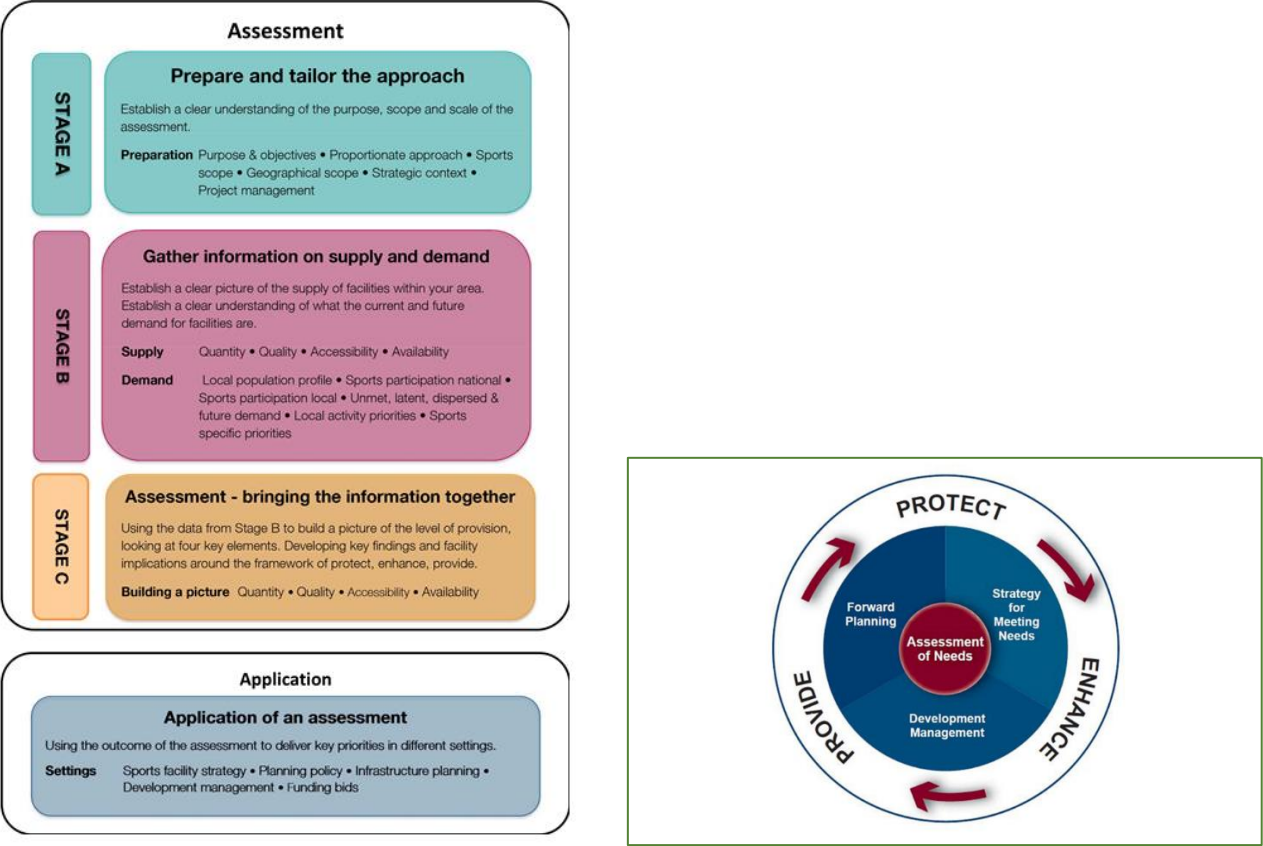 Assessment
STAGE A
Prepare and tailor the approach
Establish a clear understanding of the purpose, scope and scale of the
assessment.
Preparation Purpose & objectives • Proportionate approach • Sports
scope • Geographical scope • Strategic context •
Project management
STAGE B
Gather information on supply and demand
Establish a clear picture of the supply of facilities within your area.
Establish a clear understanding of what the current and future
demand for facilities are.
Supply Quantity • Quality • Accessibility • Availability
Demand Local population profile • Sports participation national •
Sports participation local • Unmet, latent, dispersed &
future demand • Local activity priorities • Sports
specific priorities
STAGE C
Assessment - bringing the information together
Using the data from Stage B to build a picture of the level of provision,
looking at four key elements. Developing key findings and facility
implications around the framework of protect, enhance, provide.
Building a picture Quantity • Quality • Accessibility • Availability
Application
Application of an assessment
Using the outcome of the assessment to deliver key priorities in different settings.
Settings Sports facility strategy • Planning policy • Infrastructure planning •
Development management • Funding bids
PROTECT
ENHANCE
PROVIDE
Forward
Planning
Strategy
for
Meeting
Needs
Assessment
of Needs
Development
Management